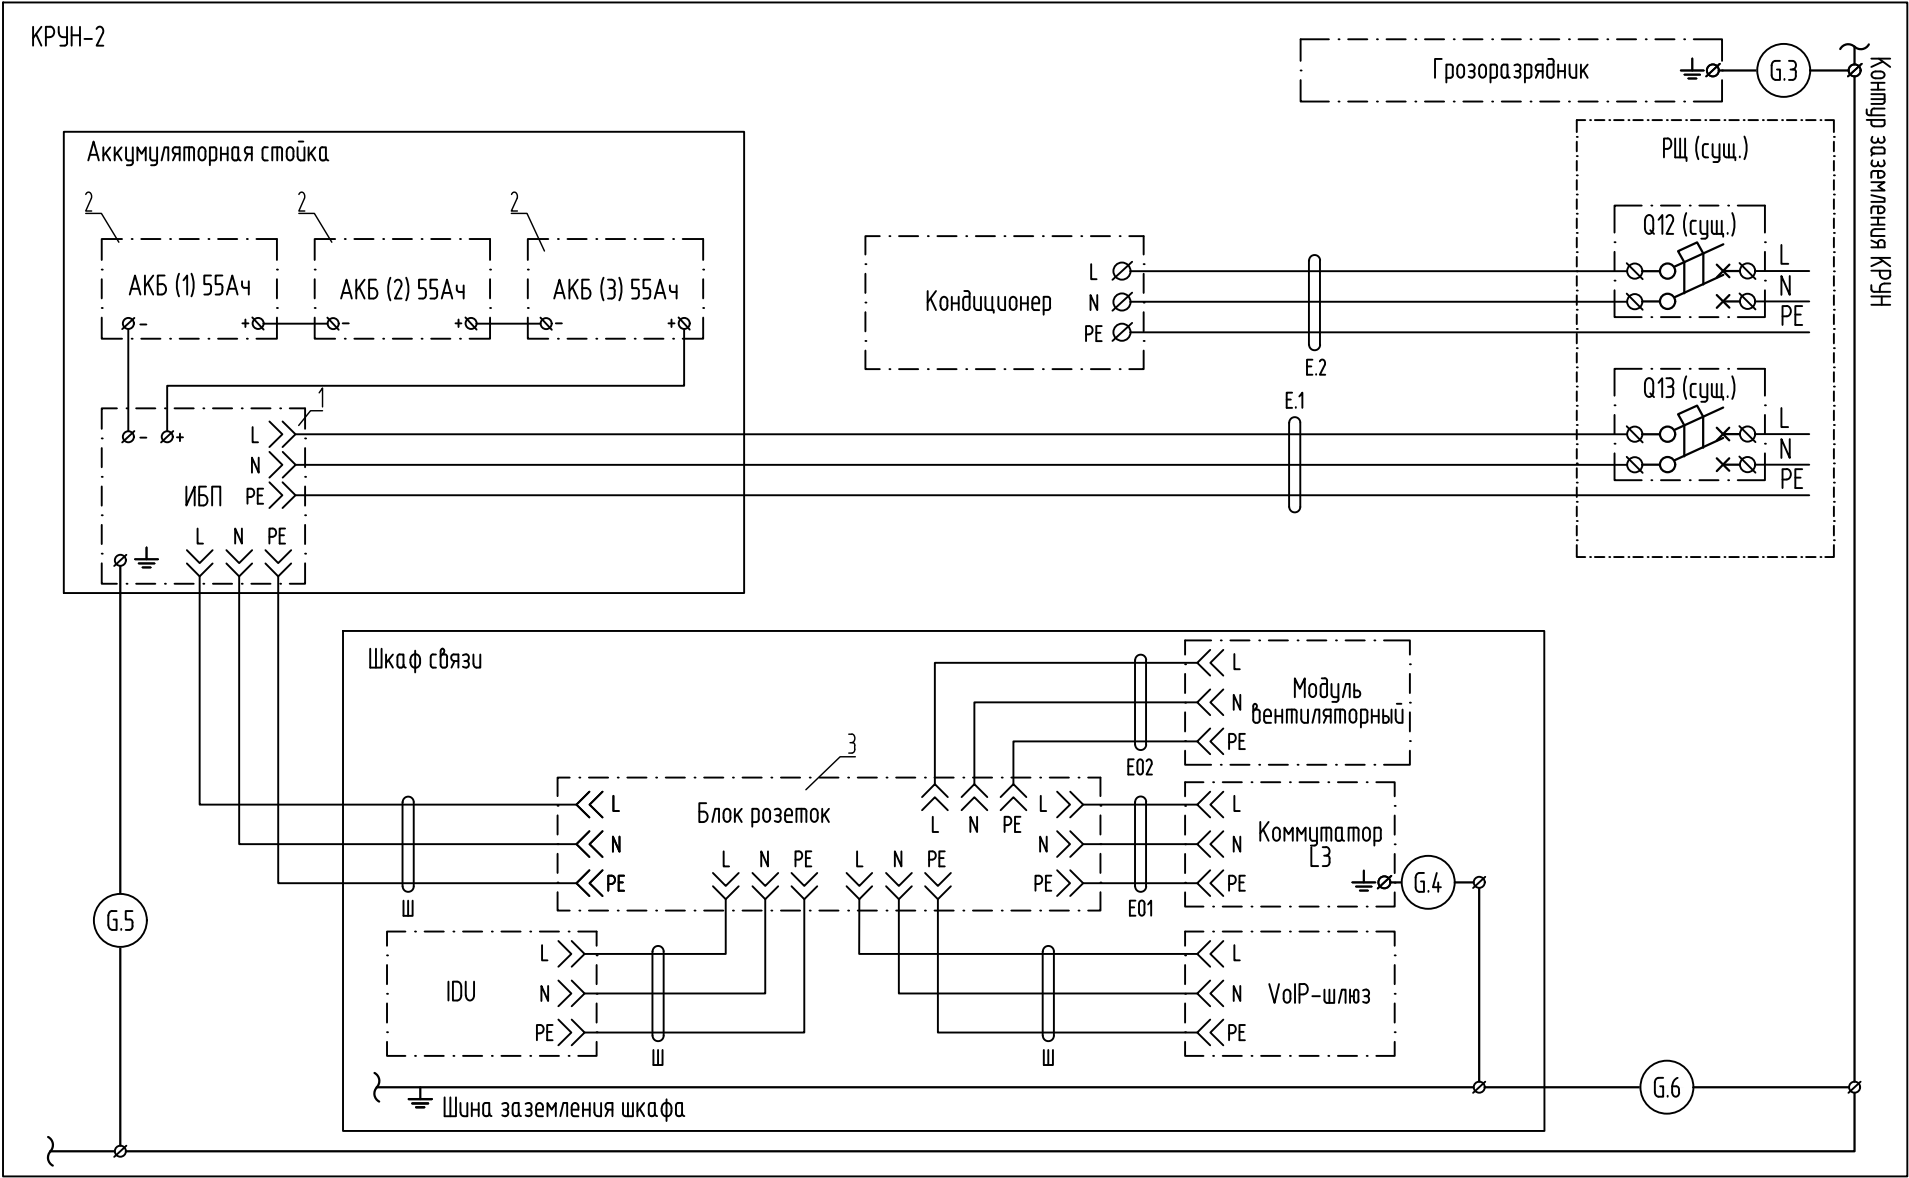 КРУН-2
Грозоразрядник
G.3
Контур заземления КРУН
Аккумуляторная стойка
РЩ (сущ.)
2
2
2
Q12 (сущ.)
АКБ (1) 55Ач
АКБ (2) 55Ач
АКБ (3) 55Ач
- +
- +
- +
Кондиционер
L
N
PE
E.2
L
N
PE
E.1
Q13 (сущ.)
L
N
PE
1
- +
L
N
ИБП PE
L N PE
Шкаф связи
L
N
PE
Модуль
вентиляторный
E02
3
Блок розеток
L
N
PE
Ш
L N PE
L N PE
L N PE
L
N
PE
E01
L
N
PE
Коммутатор
L3
G.4
G.5
IDU
L
N
PE
Ш
Ш
L
N
PE
VoIP-шлюз
G.6
Шина заземления шкафа